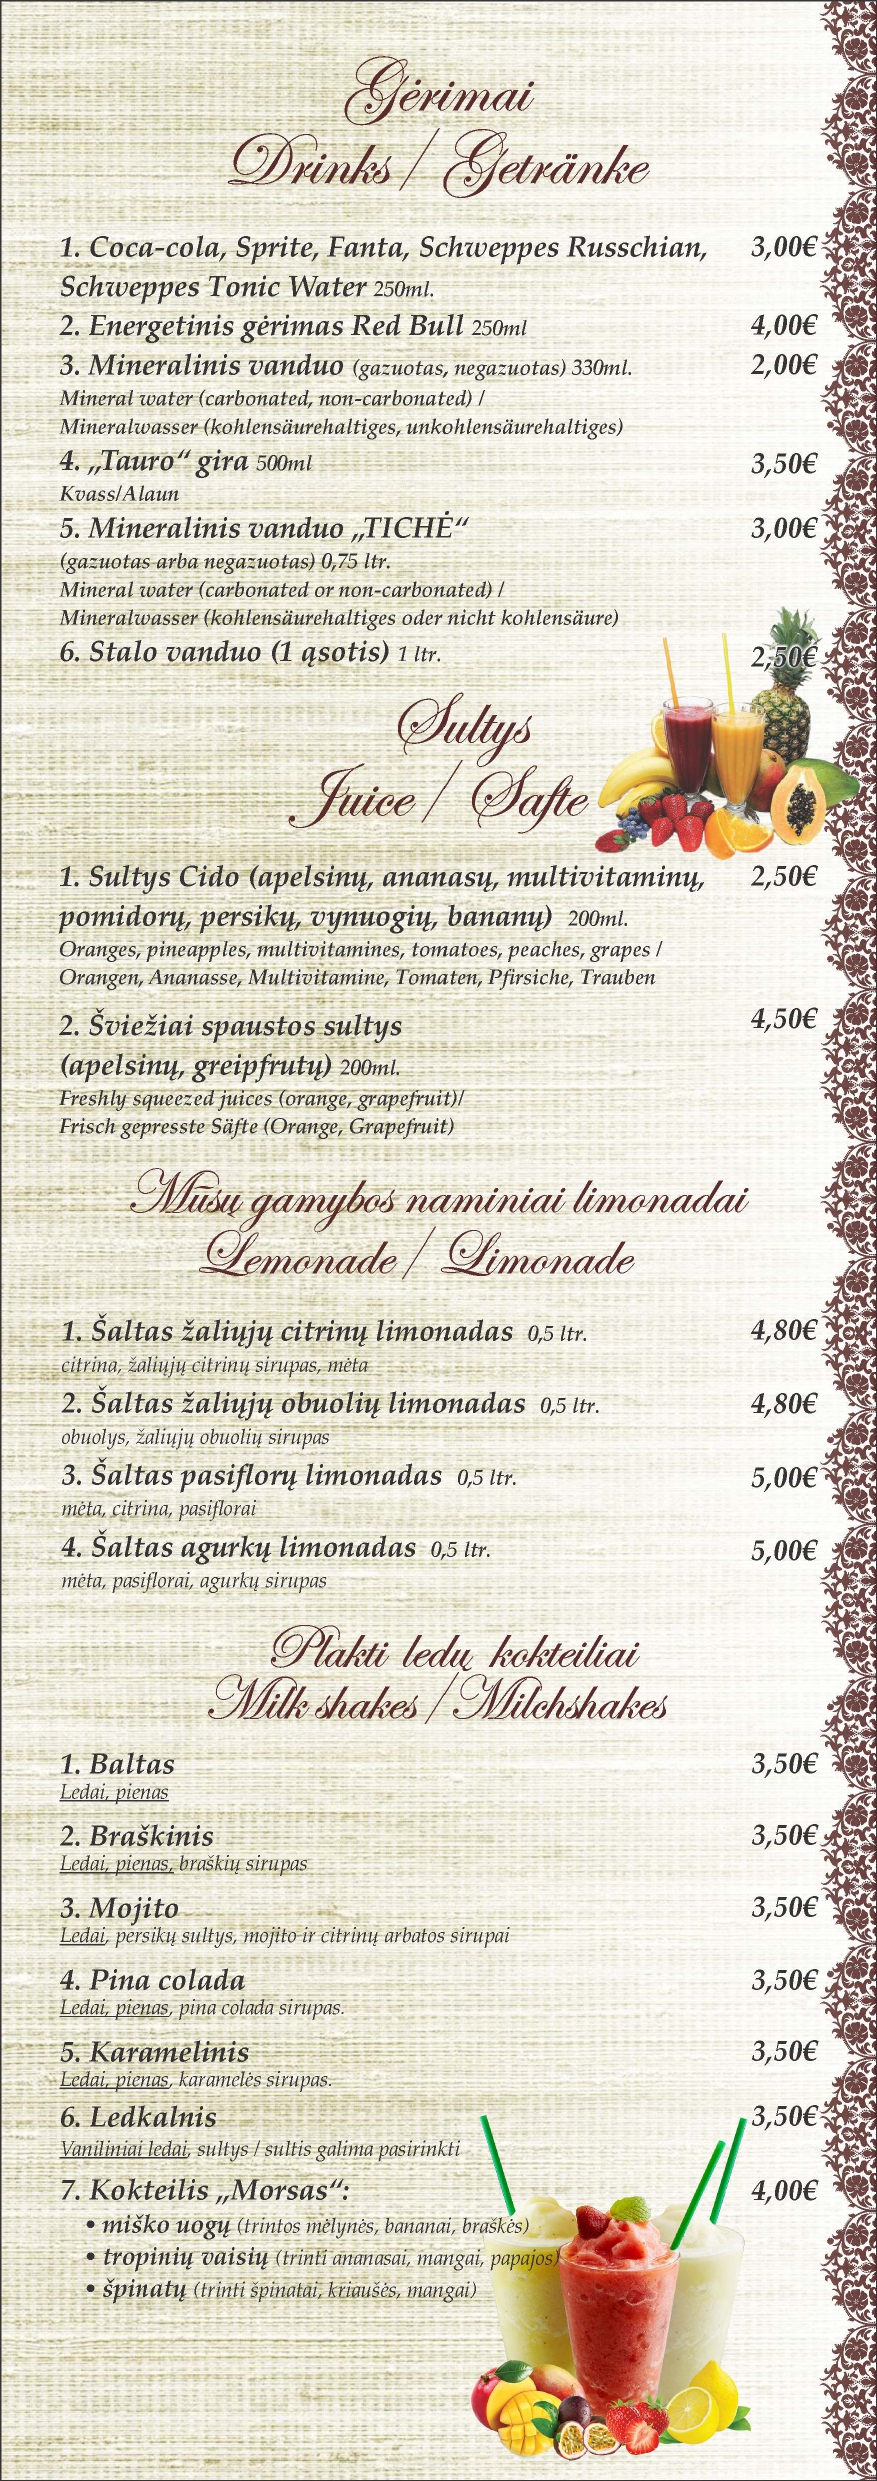 Gėrimai
Drinks / Getränke
1. Coca-cola, Sprite, Fanta, Schweppes Russchian, 3,00€
Schweppes Tonic Water 250ml.
2. Energetinis gėrimas Red Bull 250ml 4,00€
3. Mineralinis vanduo (gazuotas, negazuotas) 330ml. 2,00€
Mineral water (carbonated, non-carbonated) /
Mineralwasser (kohlensäurehaltiges, unkohlensäurehaltiges)
4. „Tauro“ gira 500ml 3,50€
Kvass/Alaun
5. Mineralinis vanduo „TICHĖ“ 3,00€
(gazuotas arba negazuotas) 0,75 ltr.
Mineral water (carbonated or non-carbonated) /
Mineralwasser (kohlensäurehaltiges oder nicht kohlensäure)
6. Stalo vanduo (1 ąsotis) 1 ltr. 2,50€
Sultys
Juice / Safte
1. Sultys Cido (apelsinų, ananasų, multivitaminų, 2,50€
pomidorų, persikų, vynuogių, bananų) 200ml.
Oranges, pineapples, multivitamines, tomatoes, peaches, grapes /
Orangen, Ananasse, Multivitamine, Tomaten, Pfirsiche, Trauben
2. Šviežiai spaustos sultys 4,50€
(apelsinų, greipfrutų) 200ml.
Freshly squeezed juices (orange, grapefruit)/
Frisch gepresste Säfte (Orange, Grapefruit)
Mūsų gamybos naminiai limonadai
Lemonade / Limonade
1. Šaltas žaliųjų citrinų limonadas 0,5 ltr. 4,80€
citrina, žaliųjų citrinų sirupas, mėta
2. Šaltas žaliųjų obuolių limonadas 0,5 ltr. 4,80€
obuolys, žaliųjų obuolių sirupas
3. Šaltas pasiflorų limonadas 0,5 ltr. 5,00€
mėta, citrina, pasiflorai
4. Šaltas agurkų limonadas 0,5 ltr. 5,00€
mėta, pasiflorai, agurkų sirupas
Plakti ledų kokteiliai
Milk shakes / Milchshakes
1. Baltas 3,50€
Ledai, pienas
2. Braškinis 3,50€
Ledai, pienas, braškių sirupas
3. Mojito 3,50€
Ledai, persikų sultys, mojito ir citrinų arbatos sirupai
4. Pina colada 3,50€
Ledai, pienas, pina colada sirupas.
5. Karamelinis 3,50€
Ledai, pienas, karamelės sirupas.
6. Ledkalnis 3,50€
Vaniliniai ledai, sultys / sultis galima pasirinkti
7. Kokteilis „Morsas“: 4,00€
• miško uogų (trintos mėlynės, bananai, braškės)
• tropinių vaisių (trinti ananasai, mangai, papajos)
• špinatų (trinti špinatai, kriaušės, mangai)